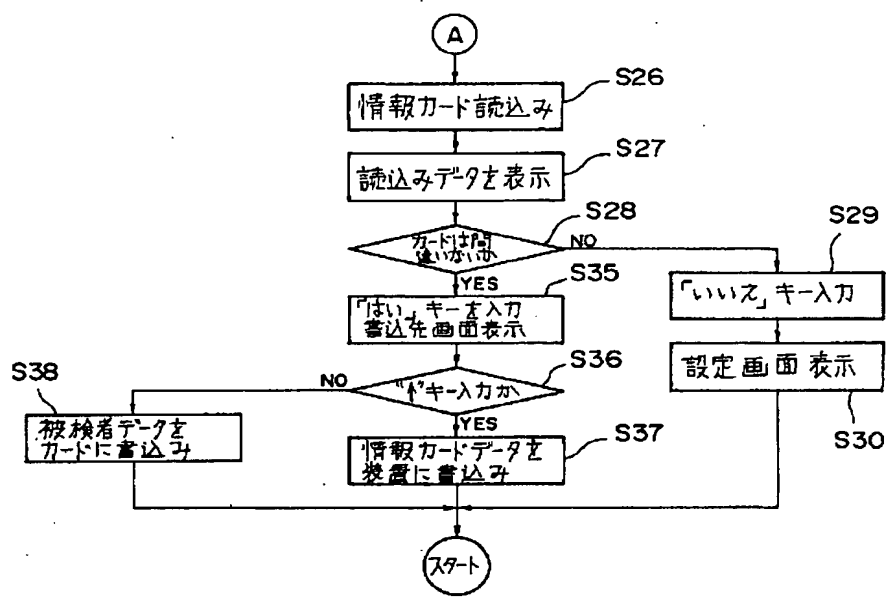 A
S26
情報カード読込み
S27
読込みデータを表示
S28
カードは間
違いないか
NO
S29
YES
S35
「いいえ」キー入力
「はい」キーを入力
書込先画面表示
S36
設定画面表示
S30
S38
NO
"↑"キー入力か
YES
被検者データを
カードに書込み
S37
情報カードデータを
装置に書込み
スタート